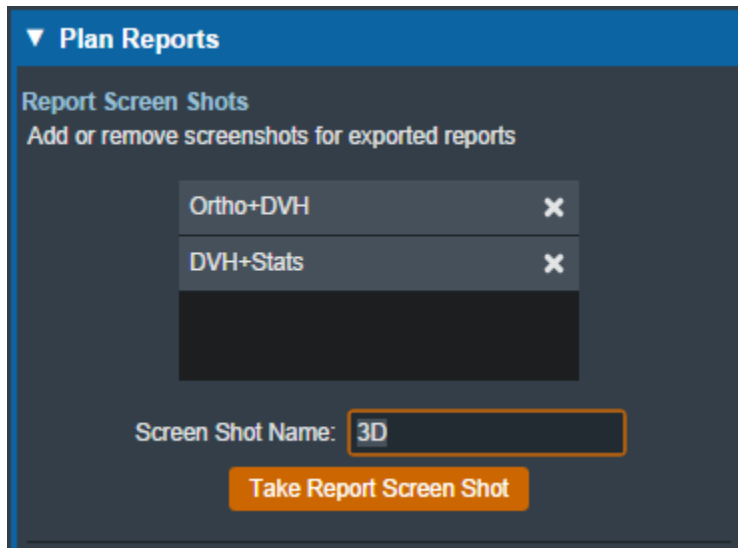 ▼ Plan Reports
Report Screen Shots
Add or remove screenshots for exported reports
Ortho+DVH ✖
DVH+Stats ✖
Screen Shot Name: 3D
Take Report Screen Shot